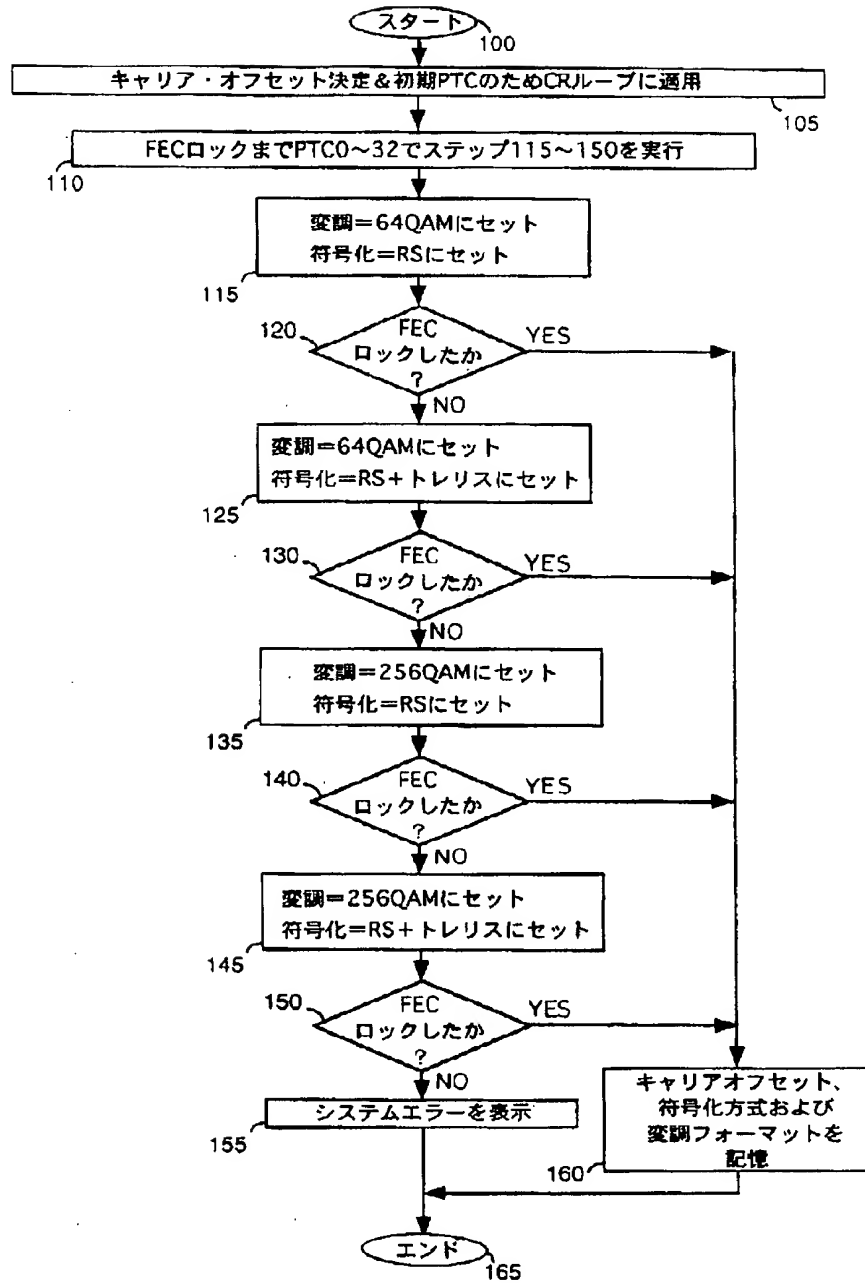 スタート
100
キャリア・オフセット決定&初期PTCのためCRループに適用
105
FECロックまでPTC0～32でステップ115～150を実行
110
変調=64QAMにセット
符号化=RSにセット
115
120
FEC
ロックしたか
?
YES
NO
変調=64QAMにセット
符号化=RS+トレリスにセット
125
130
FEC
ロックしたか
?
YES
NO
変調=256QAMにセット
符号化=RSにセット
135
140
FEC
ロックしたか
?
YES
NO
変調=256QAMにセット
符号化=RS+トレリスにセット
145
150
FEC
ロックしたか
?
YES
NO
システムエラーを表示
155
キャリアオフセット、
符号化方式および
変調フォーマットを
記憶
160
エンド
165